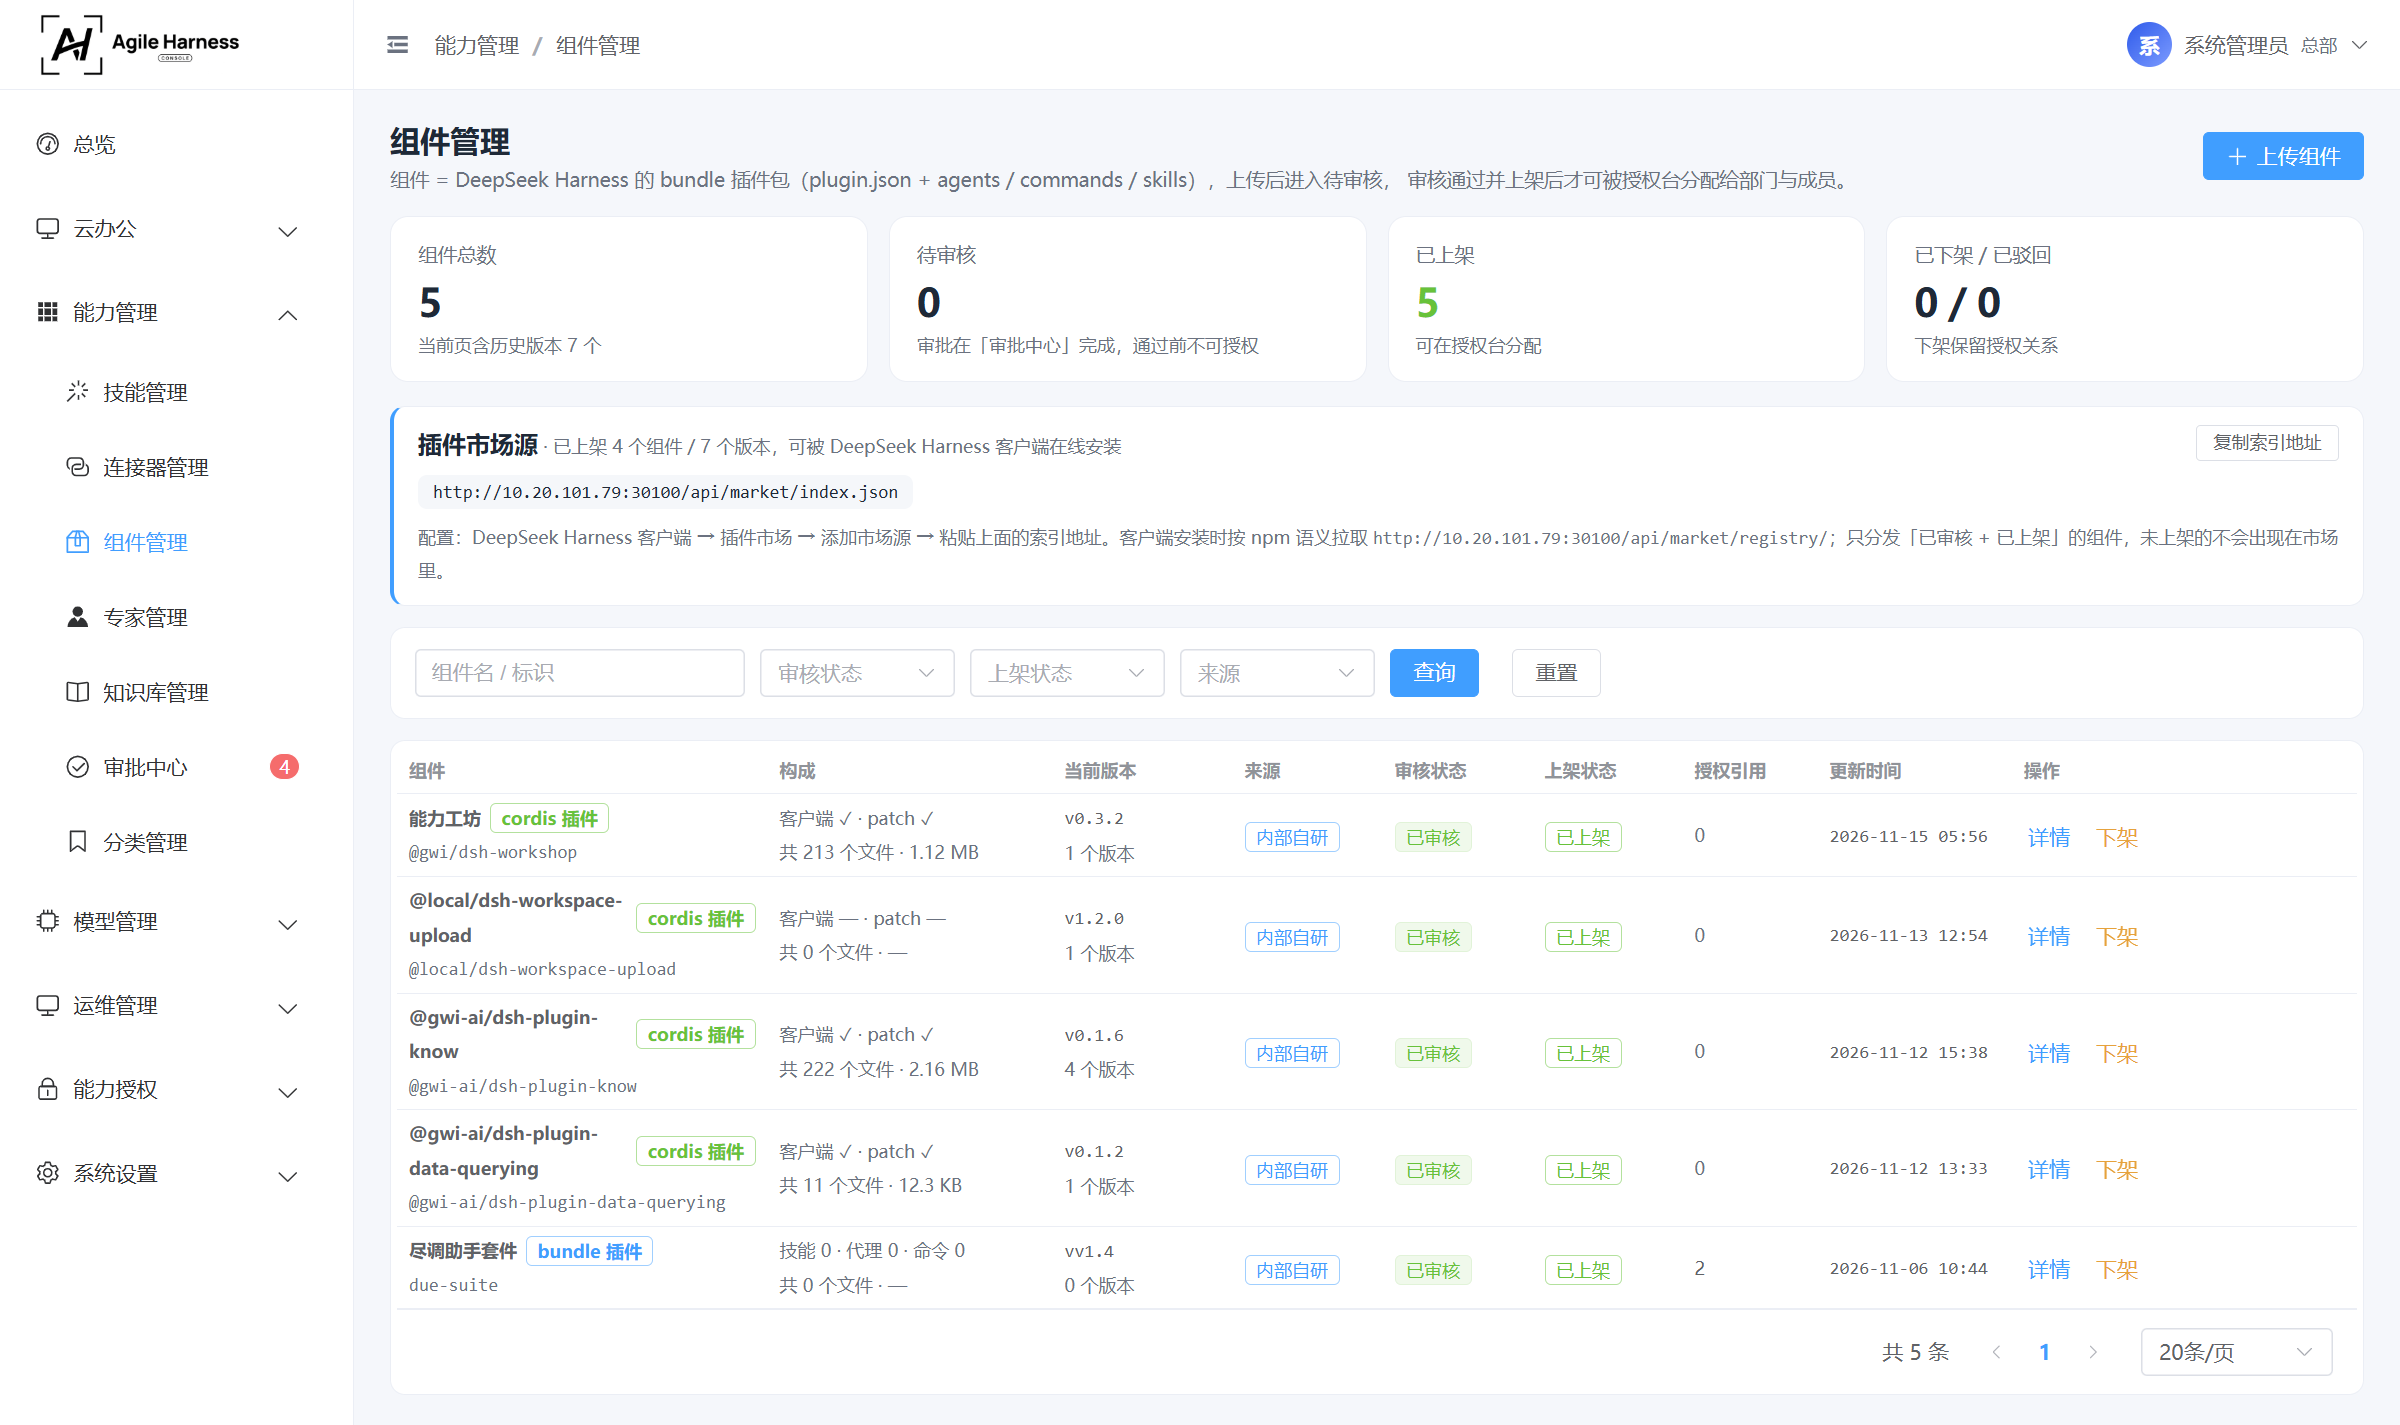 Agile Harness
CONSOLE
能力管理 / 组件管理
系 系统管理员 总部
总览
云办公
能力管理
技能管理
连接器管理
组件管理
专家管理
知识库管理
审批中心 4
分类管理
模型管理
运维管理
能力授权
系统设置
组件管理
组件 = DeepSeek Harness 的 bundle 插件包（plugin.json + agents / commands / skills），上传后进入待审核， 审核通过并上架后才可被授权台分配给部门与成员。
+ 上传组件
组件总数
5
当前页含历史版本 7 个
待审核
0
审批在「审批中心」完成，通过前不可授权
已上架
5
可在授权台分配
已下架 / 已驳回
0 / 0
下架保留授权关系
插件市场源 · 已上架 4 个组件 / 7 个版本，可被 DeepSeek Harness 客户端在线安装
复制索引地址
http://10.20.101.79:30100/api/market/index.json
配置：DeepSeek Harness 客户端 → 插件市场 → 添加市场源 → 粘贴上面的索引地址。客户端安装时按 npm 语义拉取 http://10.20.101.79:30100/api/market/registry/；只分发「已审核 + 已上架」的组件，未上架的不会出现在市场
里。
组件名 / 标识 审核状态 上架状态 来源 查询 重置
组件 构成 当前版本 来源 审核状态 上架状态 授权引用 更新时间 操作
能力工坊 cordis 插件 客户端 ✓ · patch ✓ v0.3.2
@gwi/dsh-workshop 共 213 个文件 · 1.12 MB 1 个版本 内部自研 已审核 已上架 0 2026-11-15 05:56 详情 下架
@local/dsh-workspace-
upload cordis 插件 客户端 — · patch — v1.2.0
@local/dsh-workspace-upload 共 0 个文件 · — 1 个版本 内部自研 已审核 已上架 0 2026-11-13 12:54 详情 下架
@gwi-ai/dsh-plugin-
know cordis 插件 客户端 ✓ · patch ✓ v0.1.6
@gwi-ai/dsh-plugin-know 共 222 个文件 · 2.16 MB 4 个版本 内部自研 已审核 已上架 0 2026-11-12 15:38 详情 下架
@gwi-ai/dsh-plugin-
data-querying cordis 插件 客户端 ✓ · patch ✓ v0.1.2
@gwi-ai/dsh-plugin-data-querying 共 11 个文件 · 12.3 KB 1 个版本 内部自研 已审核 已上架 0 2026-11-12 13:33 详情 下架
尽调助手套件 bundle 插件 技能 0 · 代理 0 · 命令 0 vv1.4
due-suite 共 0 个文件 · — 0 个版本 内部自研 已审核 已上架 2 2026-11-06 10:44 详情 下架
共 5 条 1 20条/页